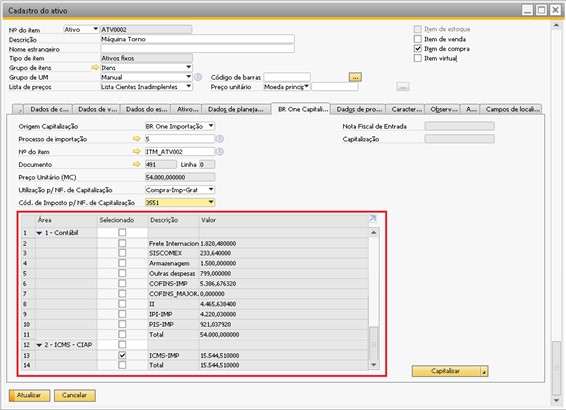 Cadastro do ativo
Nº do item Ativo ATV0002
Descrição Máquina Torno
Nome estrangeiro
Tipo de item Ativos fixos
Grupo de itens Itens
Grupo de UM Manual Código de barras ...
Lista de preços Lista Cientes Inadimplentes Preço unitário Moeda princip ...
Item de estoque
Item de venda
Item de compra
Item virtual
Dados de c... Dados de v... Dados do es... Ativo... Dados de planeja... BR One Capitali... Dados de pro... Caracter... Observ... A... Campos de locali...
Origem Capitalização BR One Importação Nota Fiscal de Entrada
Processo de importação 5 Capitalização
Nº do item ITM_ATV002
Documento 491 Linha 0
Preço Unitário (MC) 54.000,000000
Utilização p/ NF. de Capitalização Compra-Imp-Grat
Cód. de Imposto p/ NF. de Capitalização 3551
Área Selecionado Descrição Valor
1 1 - Contábil
2 Frete Internacion 1.820,480000
3 SISCOMEX 233,640000
4 Armazenagem 1.500,000000
5 Outras despesas 799,000000
6 COFINS-IMP 5.386,676320
7 COFINS_MAJOR. 0,000000
8 II 4.465,638400
9 IPI-IMP 4.220,030000
10 PIS-IMP 921,037920
11 Total 54.000,000000
12 2 - ICMS - CIAP
13 ICMS-IMP 15.544,510000
14 Total 15.544,510000
Capitalizar
Atualizar Cancelar